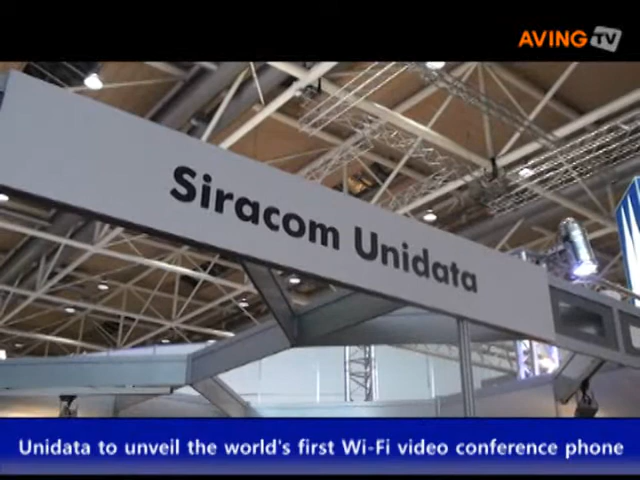 AVING TV
Siracom Unidata
Unidata to unveil the world's first Wi-Fi video conference phone